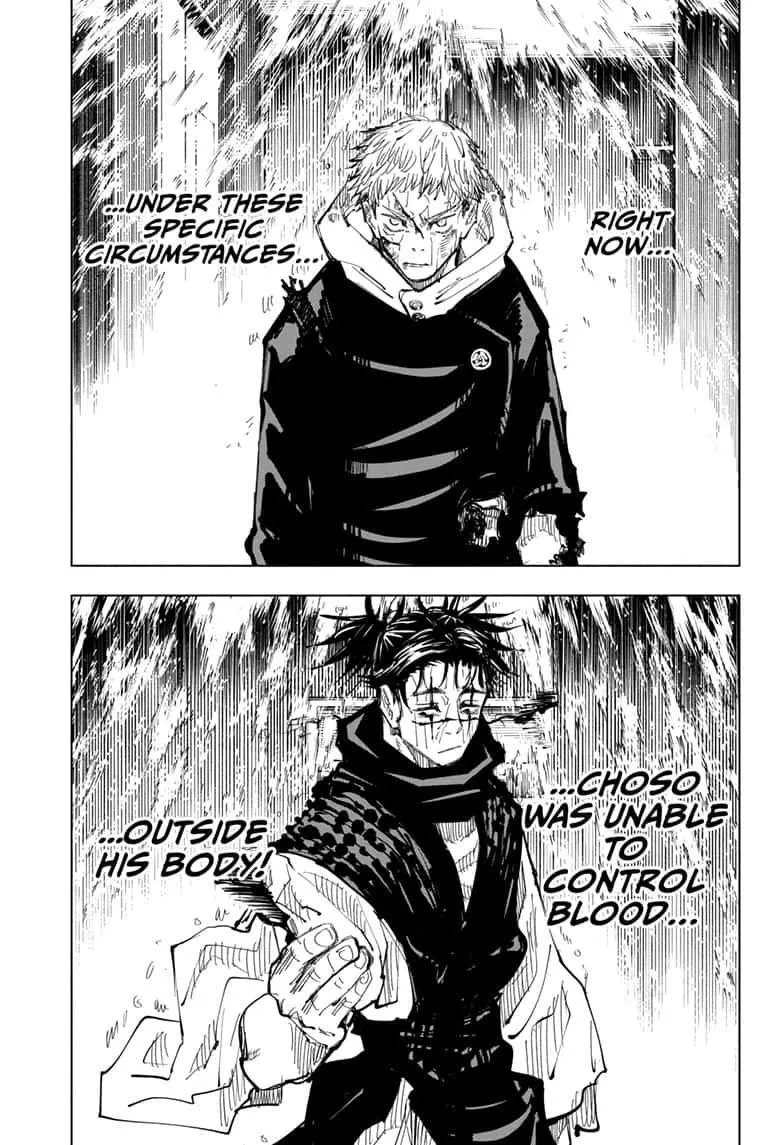 RIGHT
NOW...
...UNDER THESE
SPECIFIC
CIRCUMSTANCES...
...CHOSO
WAS UNABLE
TO
CONTROL
BLOOD...
...OUTSIDE
HIS BODY!